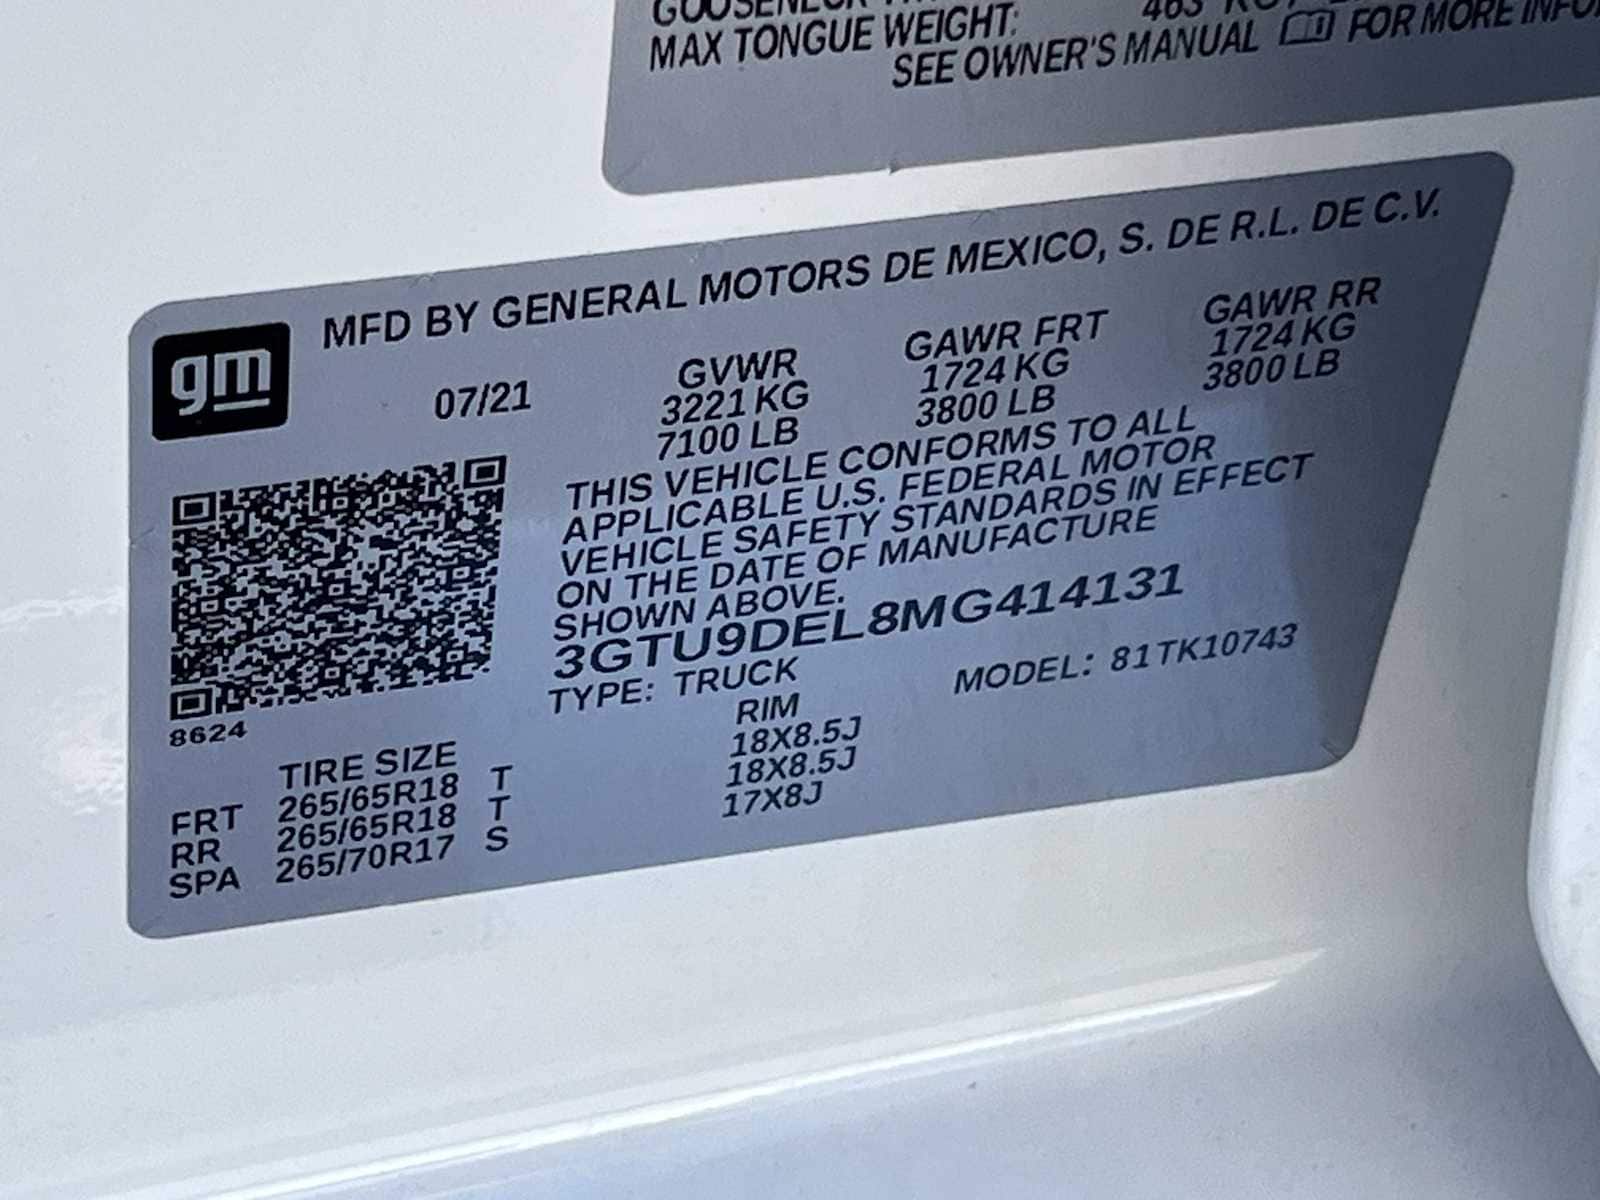 MAX TONGUE WEIGHT:
SEE OWNER'S MANUAL FOR MORE
gm
MFD BY GENERAL MOTORS DE MEXICO, S. DE R.L. DE C.V.
07/21
GVWR GAWR FRT GAWR RR
3221 KG 1724 KG 1724 KG
7100 LB 3800 LB 3800 LB
THIS VEHICLE CONFORMS TO ALL
APPLICABLE U.S. FEDERAL MOTOR
VEHICLE SAFETY STANDARDS IN EFFECT
ON THE DATE OF MANUFACTURE
SHOWN ABOVE.
3GTU9DEL8MG414131
TYPE: TRUCK MODEL: 81TK10743
8624
TIRE SIZE RIM
FRT 265/65R18 T 18X8.5J
RR 265/65R18 T 18X8.5J
SPA 265/70R17 S 17X8J